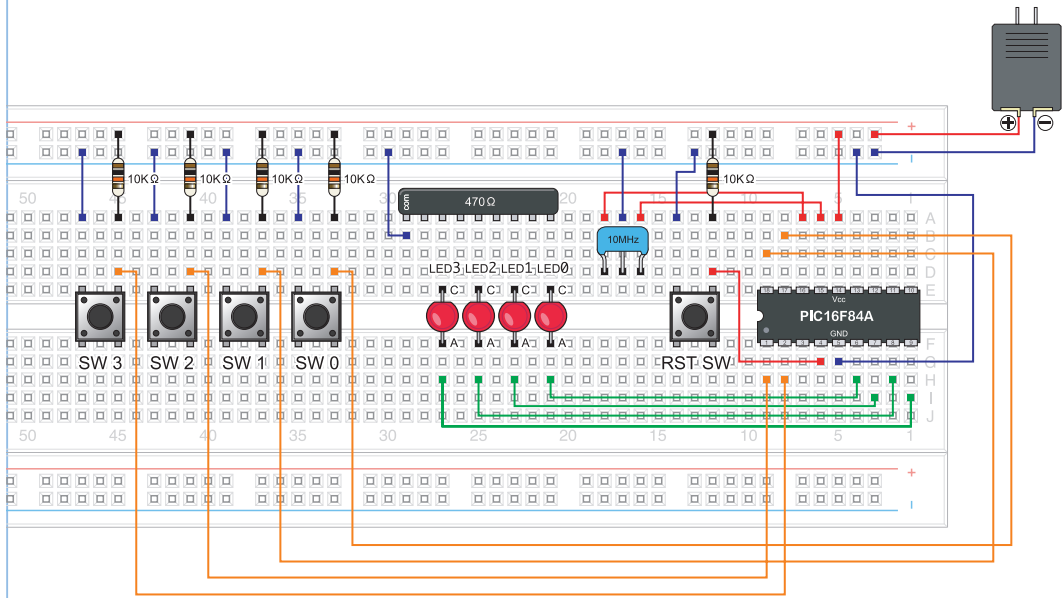 +
−
+
10KΩ
10KΩ
10KΩ
10KΩ
10KΩ
50
45
40
35
30
20
15
10
5
com
470Ω
A
B
C
D
E
10MHz
LED3 LED2 LED1 LED0
C C C C
Vcc
PIC16F84A
GND
A A A A
F
G
H
I
J
SW 3
SW 2
SW 1
SW 0
RST SW
50
45
40
35
30
25
20
15
10
5
1
+
−